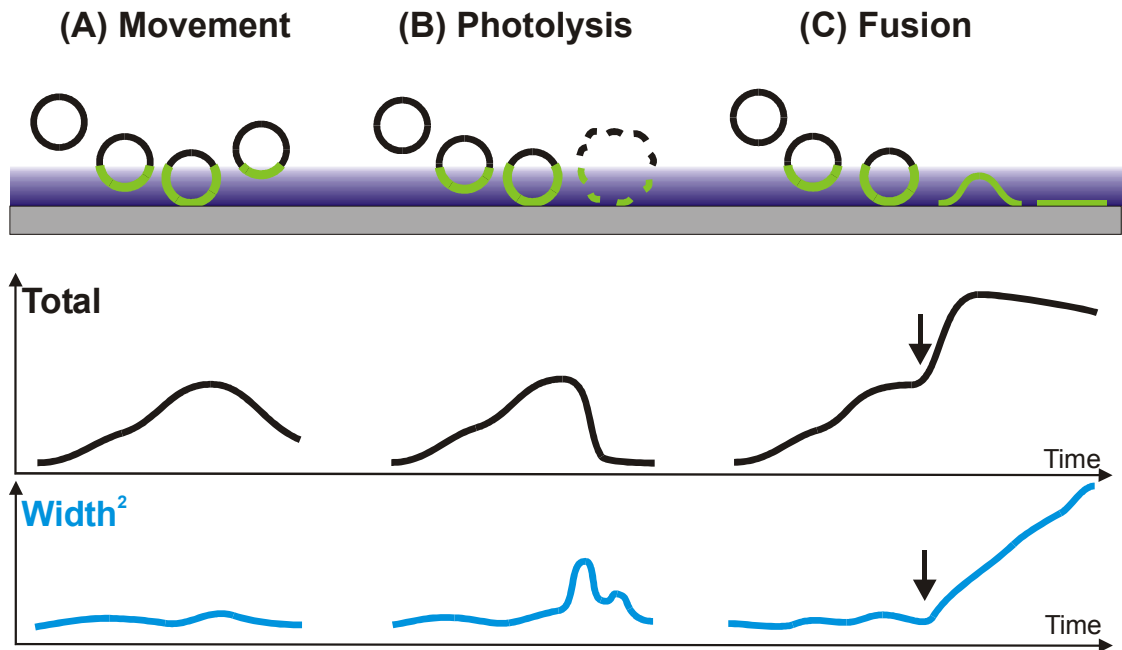 (A) Movement
(B) Photolysis
(C) Fusion
Total
Time
Width²
Time